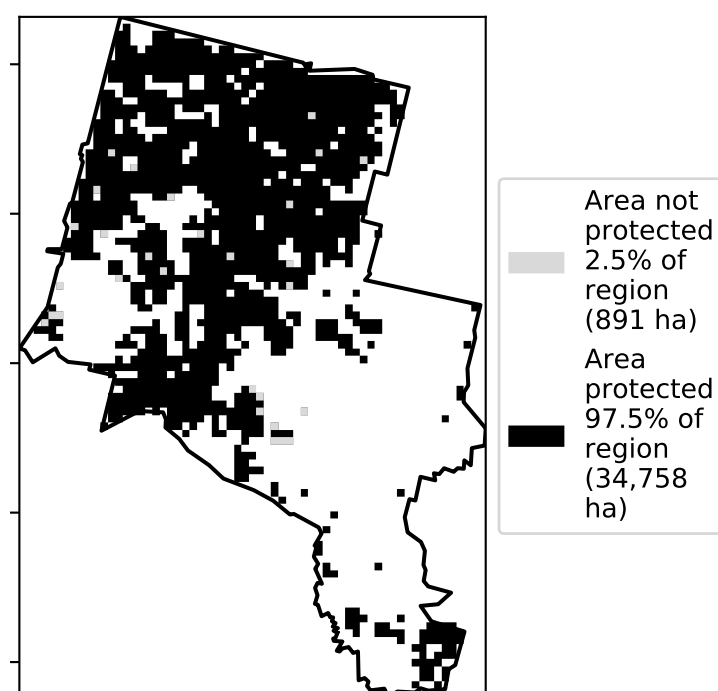 Area not
protected
2.5% of
region
(891 ha)
Area
protected
97.5% of
region
(34,758
ha)